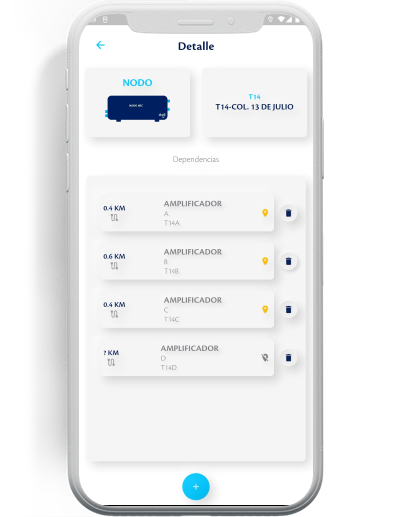 Detalle
NODO
T14
T14-COL. 13 DE JULIO
Dependencias
0.4 KM
AMPLIFICADOR
A
T14A
0.6 KM
AMPLIFICADOR
B
T14B
0.4 KM
AMPLIFICADOR
C
T14C
? KM
AMPLIFICADOR
D
T14D